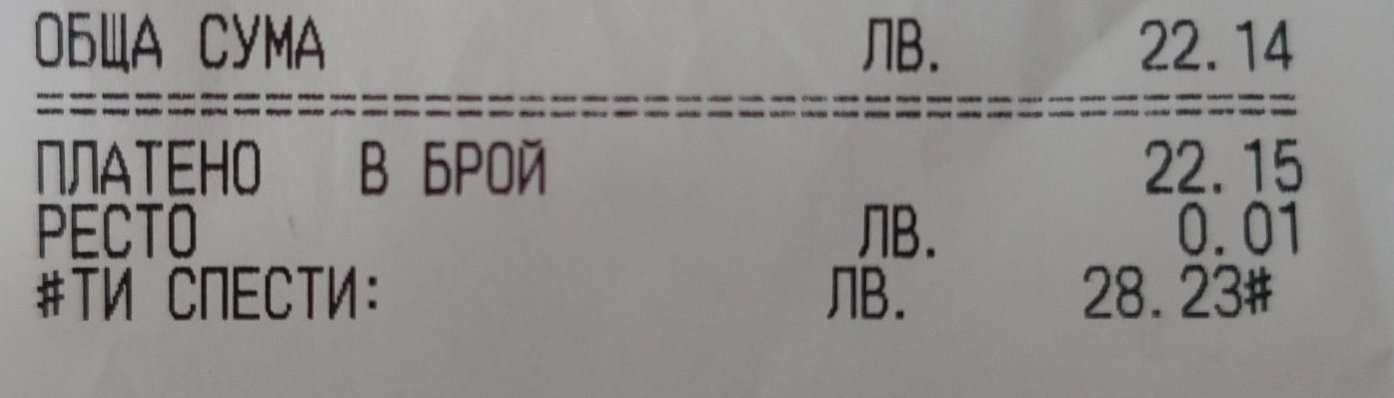 ОБЩА СУМА ЛВ. 22.14
ПЛАТЕНО В БРОЙ 22.15
РЕСТО ЛВ. 0.01
#ТИ СПЕСТИ: ЛВ. 28.23#